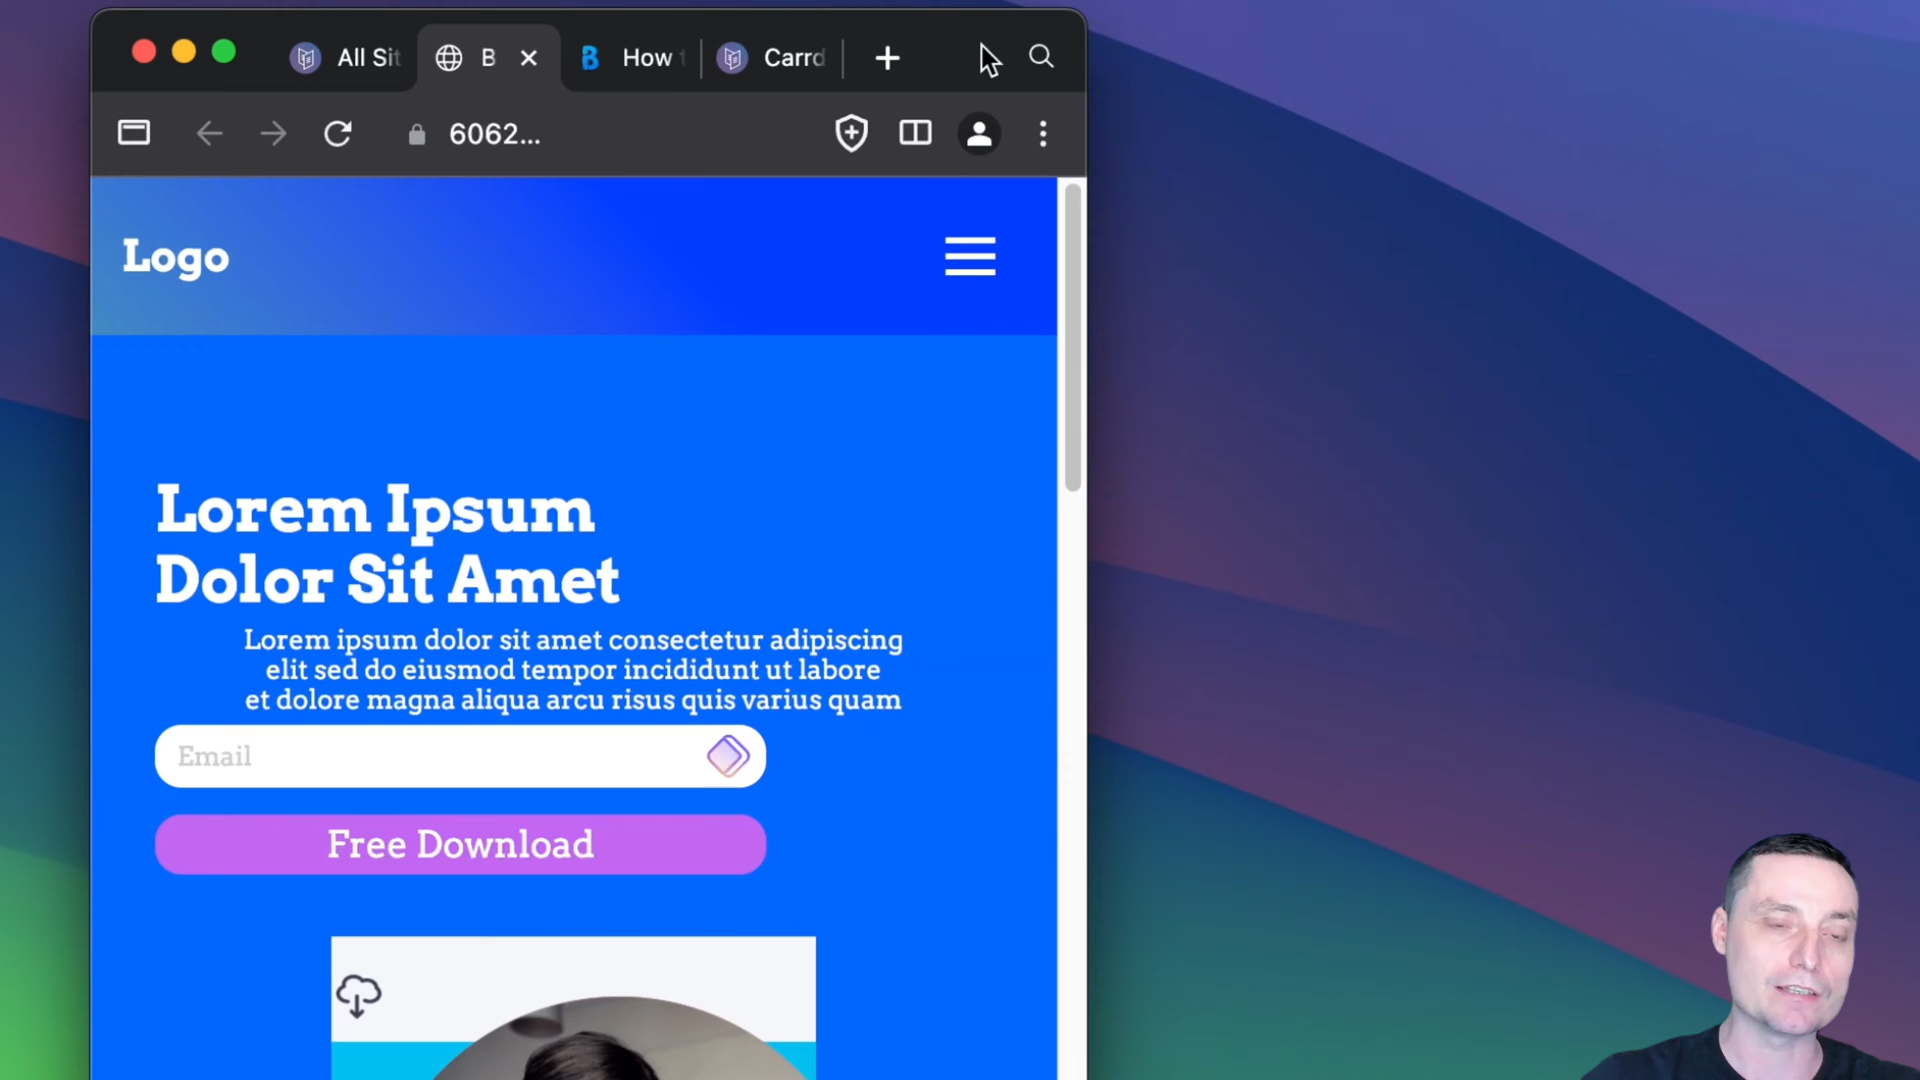 All Sit
B
How
Carrd
6062...
Logo
Lorem Ipsum
Dolor Sit Amet
Lorem ipsum dolor sit amet consectetur adipiscing
elit sed do eiusmod tempor incididunt ut labore
et dolore magna aliqua arcu risus quis varius quam
Email
Free Download